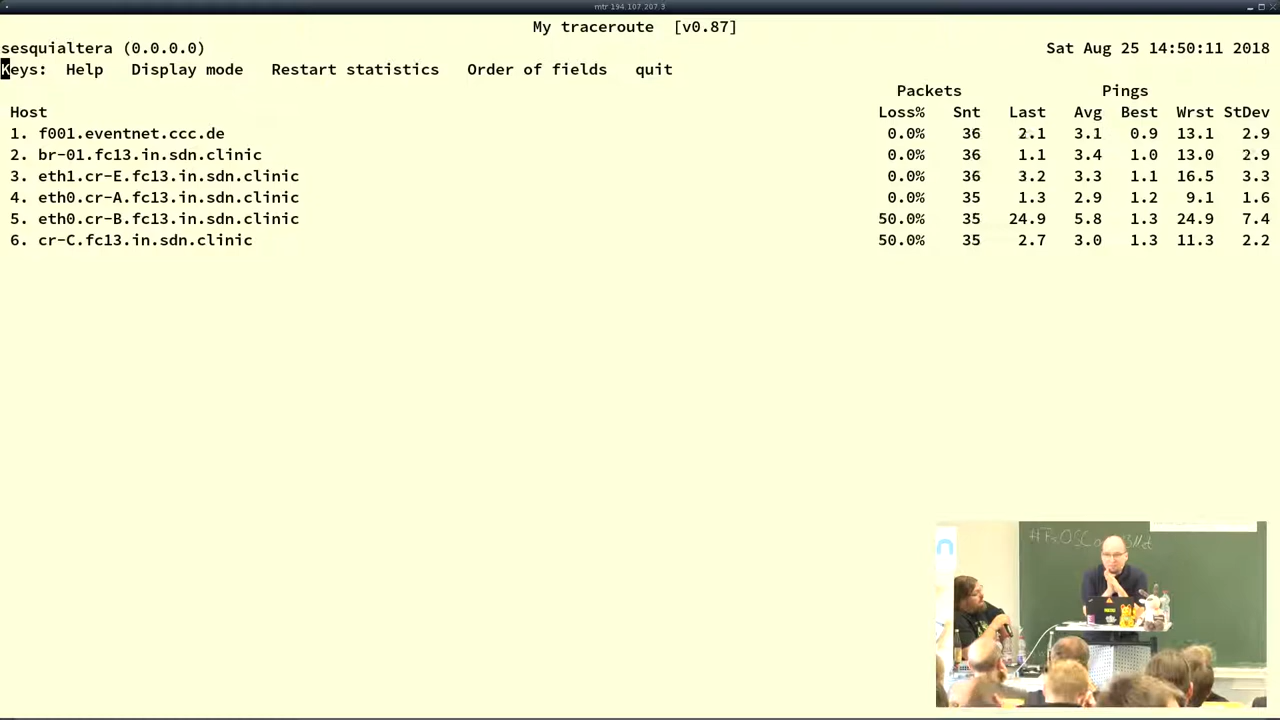 mtr 194.107.207.3
My traceroute [v0.87]
sesquialtera (0.0.0.0) Sat Aug 25 14:50:11 2018
Keys: Help Display mode Restart statistics Order of fields quit
Packets Pings
Host Loss% Snt Last Avg Best Wrst StDev
1. f001.eventnet.ccc.de 0.0% 36 2.1 3.1 0.9 13.1 2.9
2. br-01.fc13.in.sdn.clinic 0.0% 36 1.1 3.4 1.0 13.0 2.9
3. eth1.cr-E.fc13.in.sdn.clinic 0.0% 36 3.2 3.3 1.1 16.5 3.3
4. eth0.cr-A.fc13.in.sdn.clinic 0.0% 35 1.3 2.9 1.2 9.1 1.6
5. eth0.cr-B.fc13.in.sdn.clinic 50.0% 35 24.9 5.8 1.3 24.9 7.4
6. cr-C.fc13.in.sdn.clinic 50.0% 35 2.7 3.0 1.3 11.3 2.2